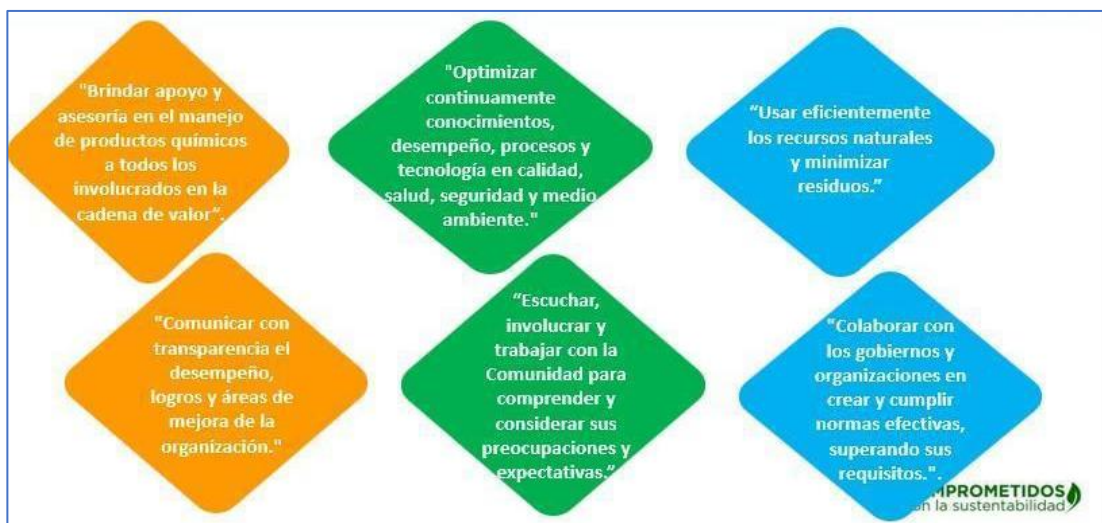 "Brindar apoyo y
asesoría en el manejo
de productos químicos
a todos los
involucrados en la
cadena de valor”.
"Optimizar
continuamente
conocimientos,
desempeño, procesos y
tecnología en calidad,
salud, seguridad y medio
ambiente."
“Usar eficientemente
los recursos naturales
y minimizar
residuos.”
"Comunicar con
transparencia el
desempeño,
logros y áreas de
mejora de la
organización."
“Escuchar,
involucrar y
trabajar con la
Comunidad para
comprender y
considerar sus
preocupaciones y
expectativas.”
"Colaborar con
los gobiernos y
organizaciones en
crear y cumplir
normas efectivas,
superando sus
requisitos.".
MPROMETIDOS
n la sustentabilidad